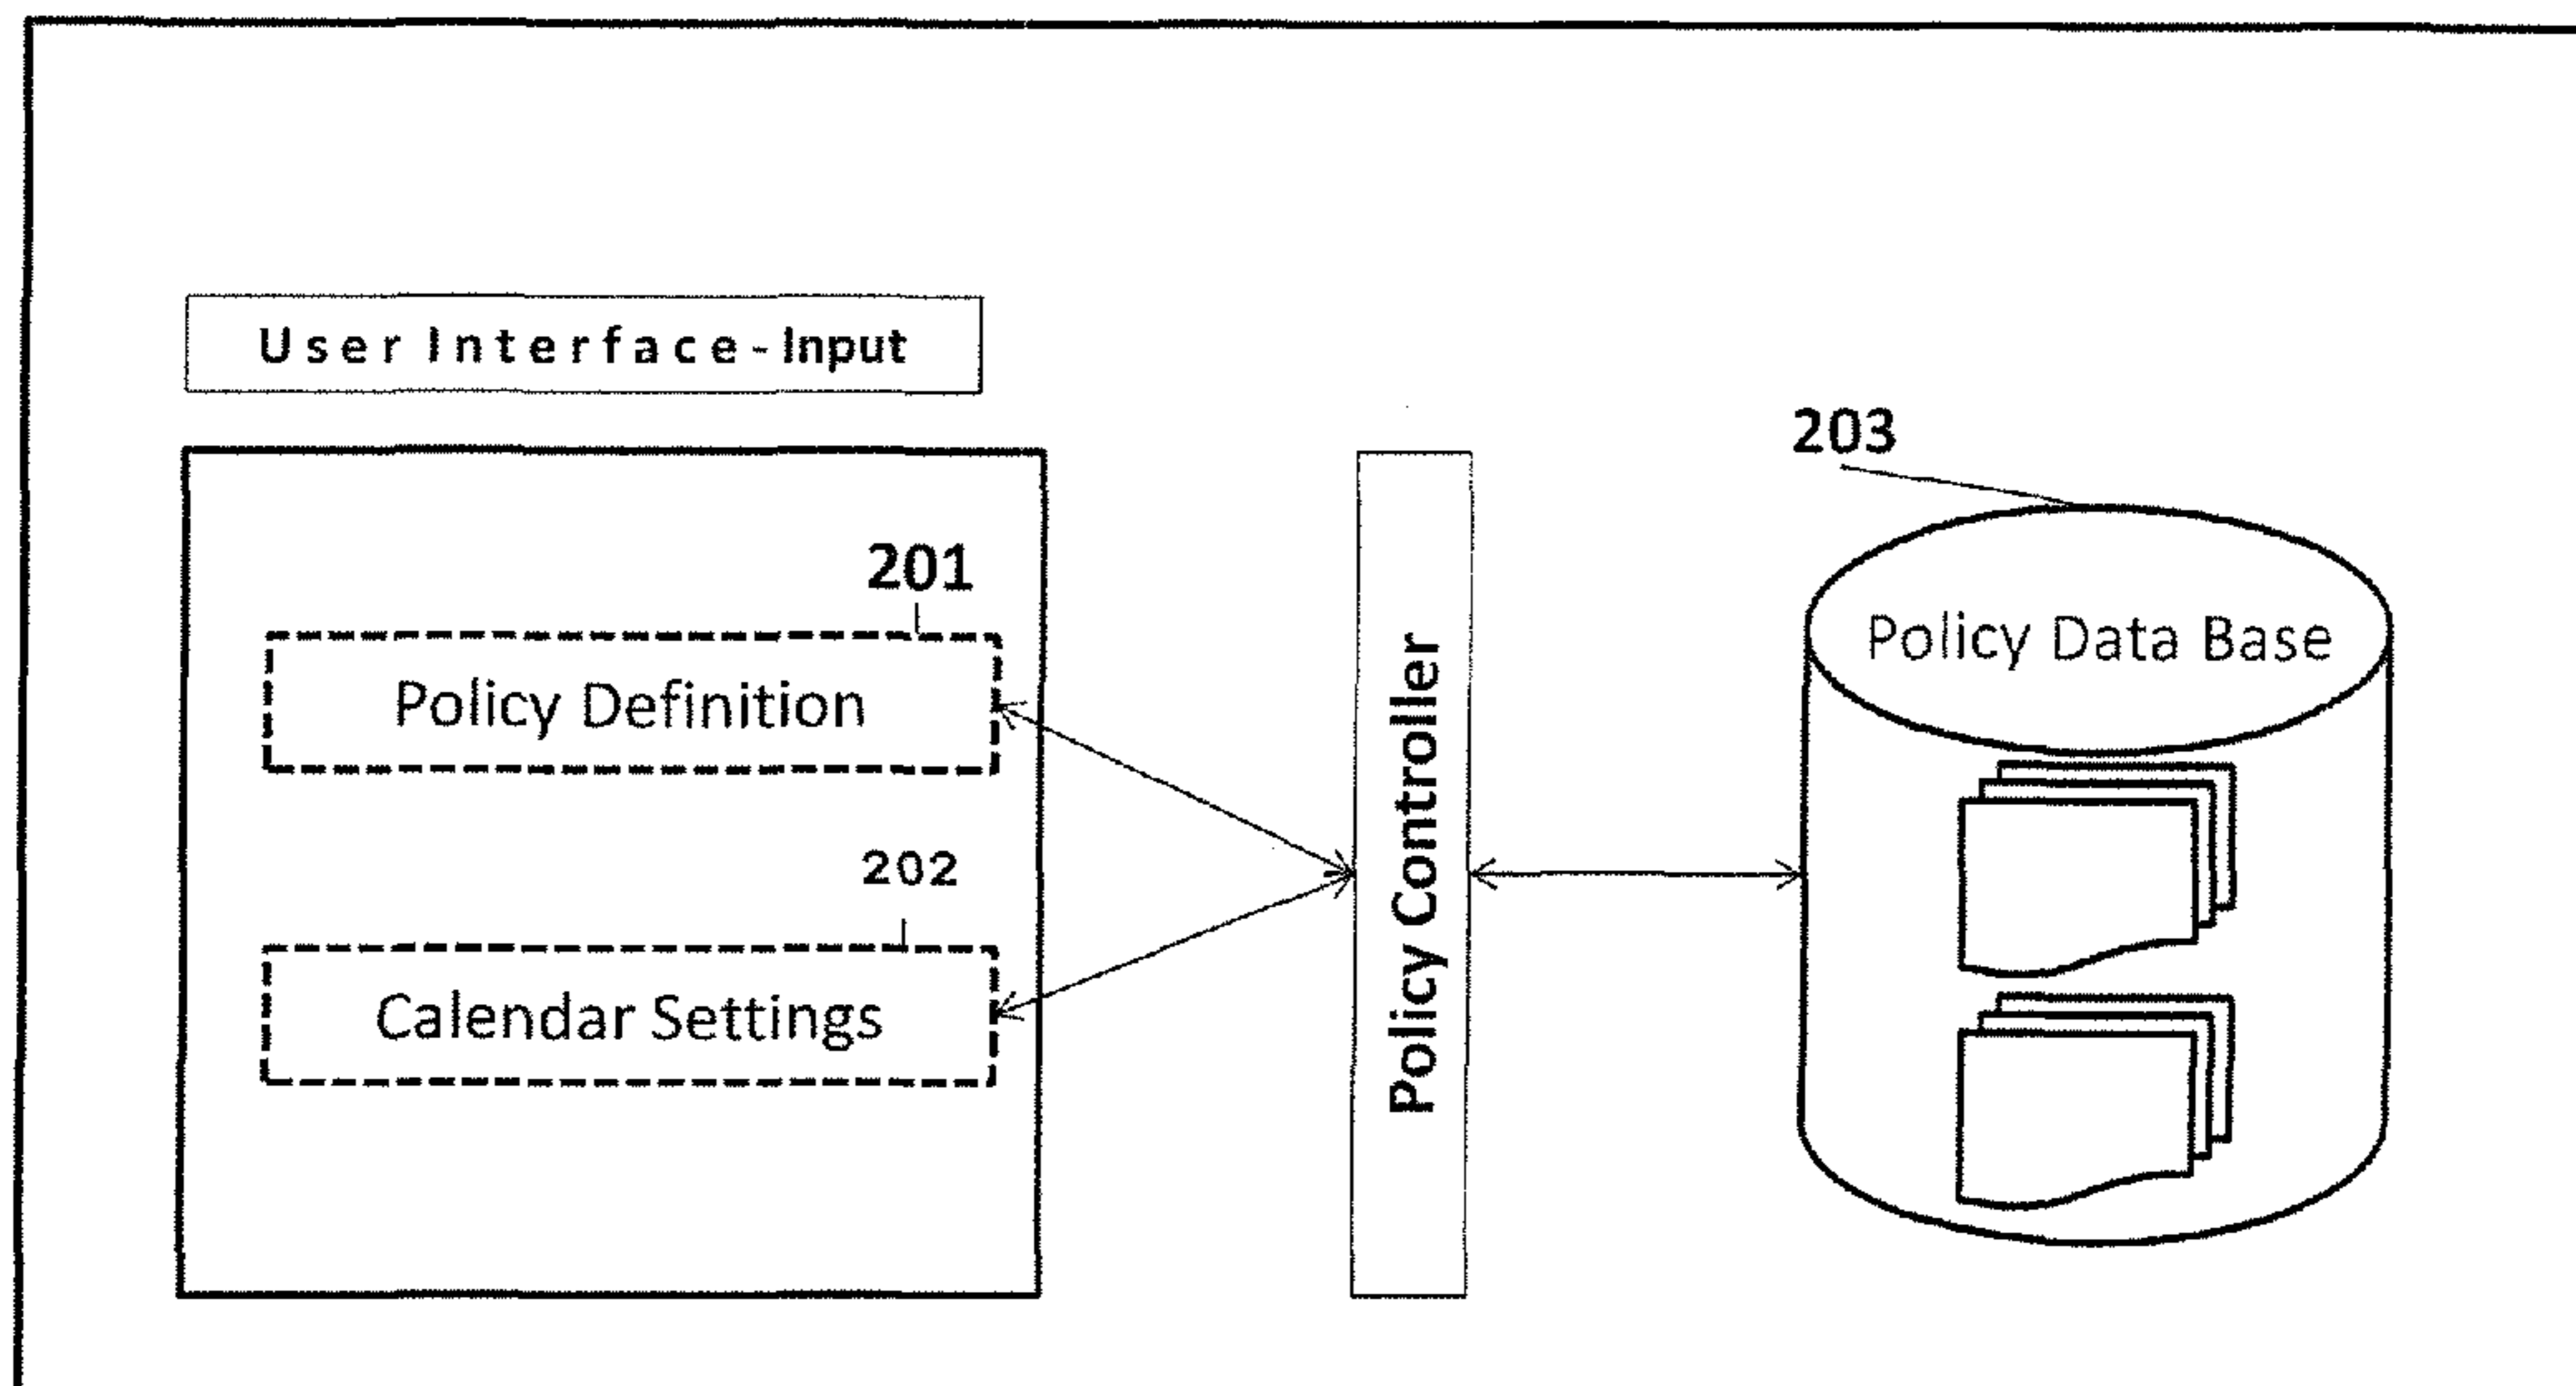 User Interface - Input
203
201
Policy Definition
202
Calendar Settings
Policy Controller
Policy Data Base